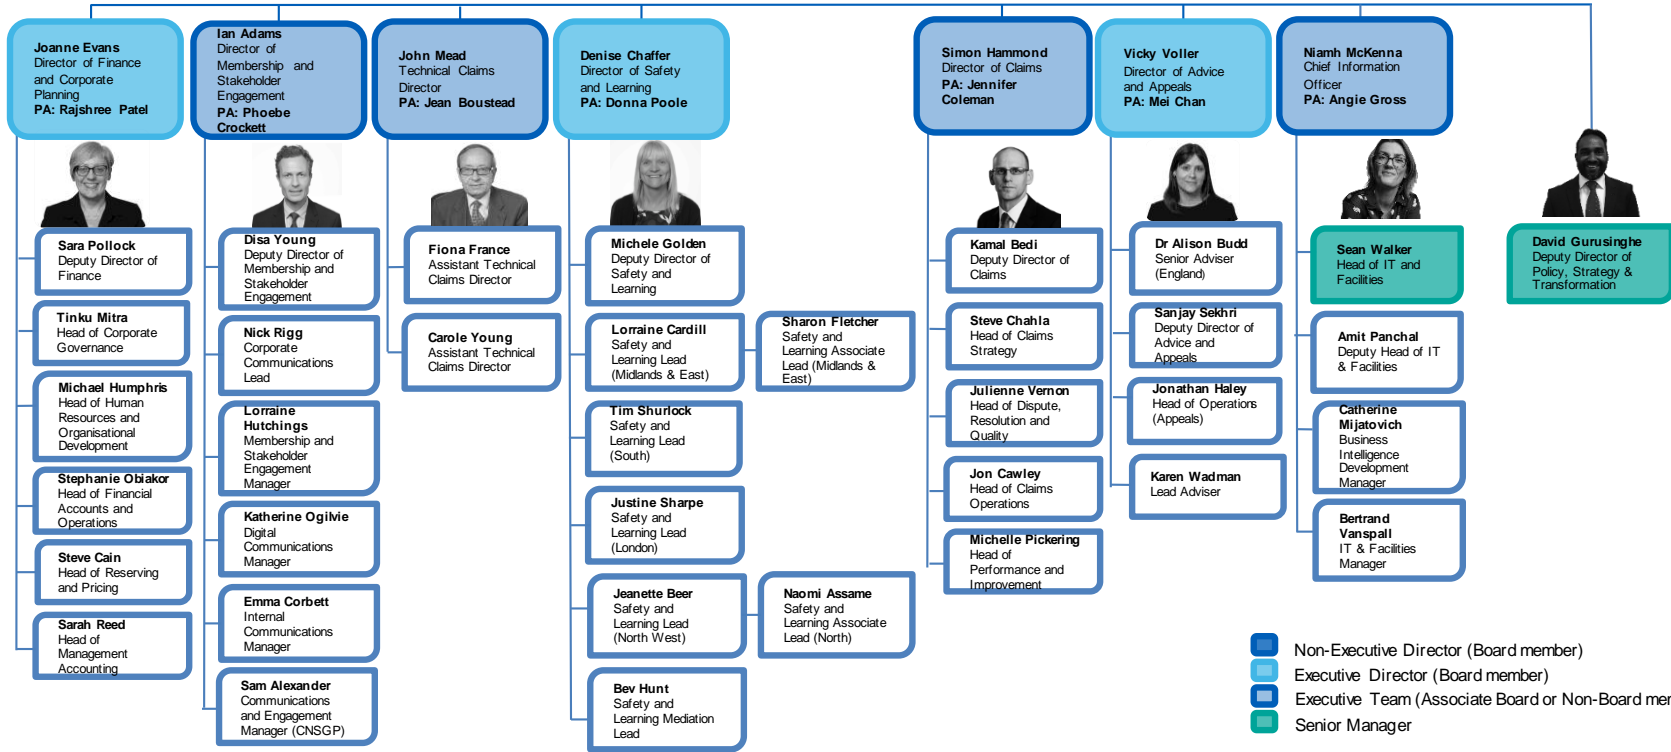 Joanne Evans
Director of Finance
and Corporate
Planning
PA: Rajshree Patel
Ian Adams
Director of
Membership and
Stakeholder
Engagement
PA: Phoebe
Crockett
John Mead
Technical Claims
Director
PA: Jean Boustead
Denise Chaffer
Director of Safety
and Learning
PA: Donna Poole
Simon Hammond
Director of Claims
PA: Jennifer
Coleman
Vicky Voller
Director of Advice
and Appeals
PA: Mei Chan
Niamh McKenna
Chief Information
Officer
PA: Angie Gross
Sara Pollock
Deputy Director of
Finance
Tinku Mitra
Head of Corporate
Governance
Michael Humphris
Head of Human
Resources and
Organisational
Development
Stephanie Obiakor
Head of Financial
Accounts and
Operations
Steve Cain
Head of Reserving
and Pricing
Sarah Reed
Head of
Management
Accounting
Disa Young
Deputy Director of
Membership and
Stakeholder
Engagement
Nick Rigg
Corporate
Communications
Lead
Lorraine
Hutchings
Membership and
Stakeholder
Engagement
Manager
Katherine Ogilvie
Digital
Communications
Manager
Emma Corbett
Internal
Communications
Manager
Sam Alexander
Communications
and Engagement
Manager (CNSGP)
Fiona France
Assistant Technical
Claims Director
Carole Young
Assistant Technical
Claims Director
Michele Golden
Deputy Director of
Safety and
Learning
Lorraine Cardill
Safety and
Learning Lead
(Midlands & East)
Sharon Fletcher
Safety and
Learning Associate
Lead (Midlands &
East)
Tim Shurlock
Safety and
Learning Lead
(South)
Justine Sharpe
Safety and
Learning Lead
(London)
Jeanette Beer
Safety and
Learning Lead
(North West)
Naomi Assame
Safety and
Learning Associate
Lead (North)
Bev Hunt
Safety and
Learning Mediation
Lead
Kamal Bedi
Deputy Director of
Claims
Steve Chahla
Head of Claims
Strategy
Julienne Vernon
Head of Dispute,
Resolution and
Quality
Jon Cawley
Head of Claims
Operations
Michelle Pickering
Head of
Performance and
Improvement
Dr Alison Budd
Senior Adviser
(England)
Sanjay Sekhri
Deputy Director of
Advice and
Appeals
Jonathan Haley
Head of Operations
(Appeals)
Karen Wadman
Lead Adviser
Sean Walker
Head of IT and
Facilities
Amit Panchal
Deputy Head of IT
& Facilities
Catherine
Mijatovich
Business
Intelligence
Development
Manager
Bertrand
Vanspall
IT & Facilities
Manager
David Gurusinghe
Deputy Director of
Policy, Strategy &
Transformation
Non-Executive Director (Board member)
Executive Director (Board member)
Executive Team (Associate Board or Non-Board mem
Senior Manager